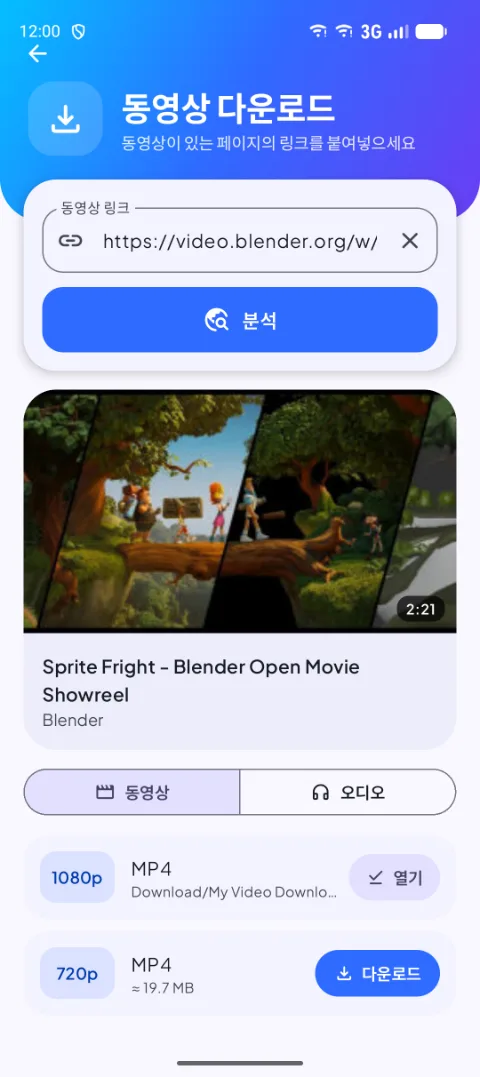 12:00
3G
동영상 다운로드
동영상이 있는 페이지의 링크를 붙여넣으세요
동영상 링크
https://video.blender.org/w/
분석
2:21
Sprite Fright - Blender Open Movie
Showreel
Blender
동영상
오디오
1080p
MP4
Download/My Video Downlo...
열기
720p
MP4
≈ 19.7 MB
다운로드